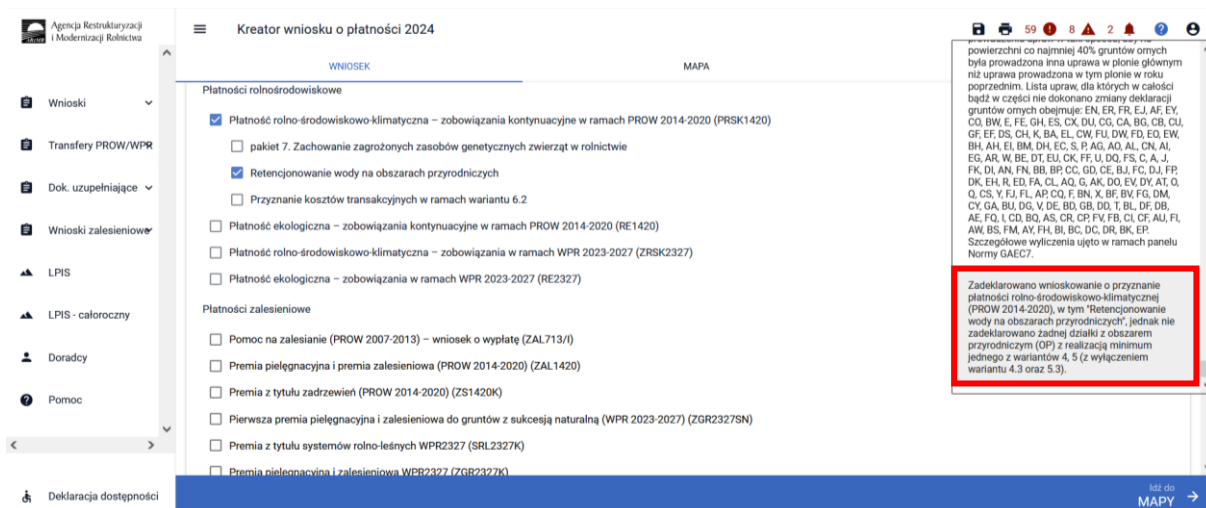 Agencja Restrukturyzacji
i Modernizacji Rolnictwa
Kreator wniosku o płatności 2024
59
8
2
WNIOSEK
MAPA
Wnioski
Transfery PROW/WPR
Dok. uzupełniające
Wnioski zalesieniowe
LPIS
LPIS - całoroczny
Doradcy
Pomoc
Deklaracja dostępności
Płatności rolnośrodowiskowe
Płatność rolno-środowiskowo-klimatyczna – zobowiązania kontynuacyjne w ramach PROW 2014-2020 (PRSK1420)
pakiet 7. Zachowanie zagrożonych zasobów genetycznych zwierząt w rolnictwie
Retencjonowanie wody na obszarach przyrodniczych
Przyznanie kosztów transakcyjnych w ramach wariantu 6.2
Płatność ekologiczna – zobowiązania kontynuacyjne w ramach PROW 2014-2020 (RE1420)
Płatność rolno-środowiskowo-klimatyczna – zobowiązania w ramach WPR 2023-2027 (ZRSK2327)
Płatność ekologiczna – zobowiązania w ramach WPR 2023-2027 (RE2327)
Płatności zalesieniowe
Pomoc na zalesianie (PROW 2007-2013) – wniosek o wypłatę (ZAL713/I)
Premia pielęgnacyjna i premia zalesieniowa (PROW 2014-2020) (ZAL1420)
Premia z tytułu zadrzewień (PROW 2014-2020) (ZS1420K)
Pierwsza premia pielęgnacyjna i zalesieniowa do gruntów z sukcesją naturalną (WPR 2023-2027) (ZGR2327SN)
Premia z tytułu systemów rolno-leśnych WPR2327 (SRL2327K)
Premia pielęgnacyjna i zalesieniowa WPR2327 (ZGR2327K)
powierzchni co najmniej 40% gruntów ornych
była prowadzona inna uprawa w plonie głównym
niż uprawa prowadzona w tym plonie w roku
poprzednim. Lista upraw, dla których w całości
bądź w części nie dokonano zmiany deklaracji
gruntów ornych obejmuje: EN, ER, FR, EJ, AF, EY,
CO, BW, E, FE, GH, ES, CX, DU, CG, CA, BG, CB, CU,
GF, EF, DS, CH, K, BA, EL, CW, FU, DW, FD, EO, EW,
BH, AH, EI, BM, DH, EC, S, P, AG, AO, AL, CN, AI,
EG, AR, W, BE, DT, EU, CK, FF, U, DQ, FS, C, A, J,
FK, DI, AN, FN, BB, BP, CC, GD, CE, BJ, FC, DJ, FP,
DK, EH, R, ED, FA, CL, AQ, G, AK, DO, EV, DY, AT, O,
Q, CS, Y, FJ, FL, AP, CQ, F, BN, X, BF, BV, FG, DM,
CY, GA, BU, DG, V, DE, BD, GB, DD, T, BL, DF, DB,
AE, FQ, I, CD, BQ, AS, CR, CP, FV, FB, CI, CF, AU, FI,
AW, BS, FM, AY, FH, BI, BC, DC, DR, BK, EP.
Szczegółowe wyliczenia ujęto w ramach panelu
Normy GAEC7.
Zadeklarowano wnioskowanie o przyznanie
płatności rolno-środowiskowo-klimatycznej
(PROW 2014-2020), w tym "Retencjonowanie
wody na obszarach przyrodniczych", jednak nie
zadeklarowano żadnej działki z obszarem
przyrodniczym (OP) z realizacją minimum
jednego z wariantów 4, 5 (z wyłączeniem
wariantu 4.3 oraz 5.3).
Idź do
MAPY